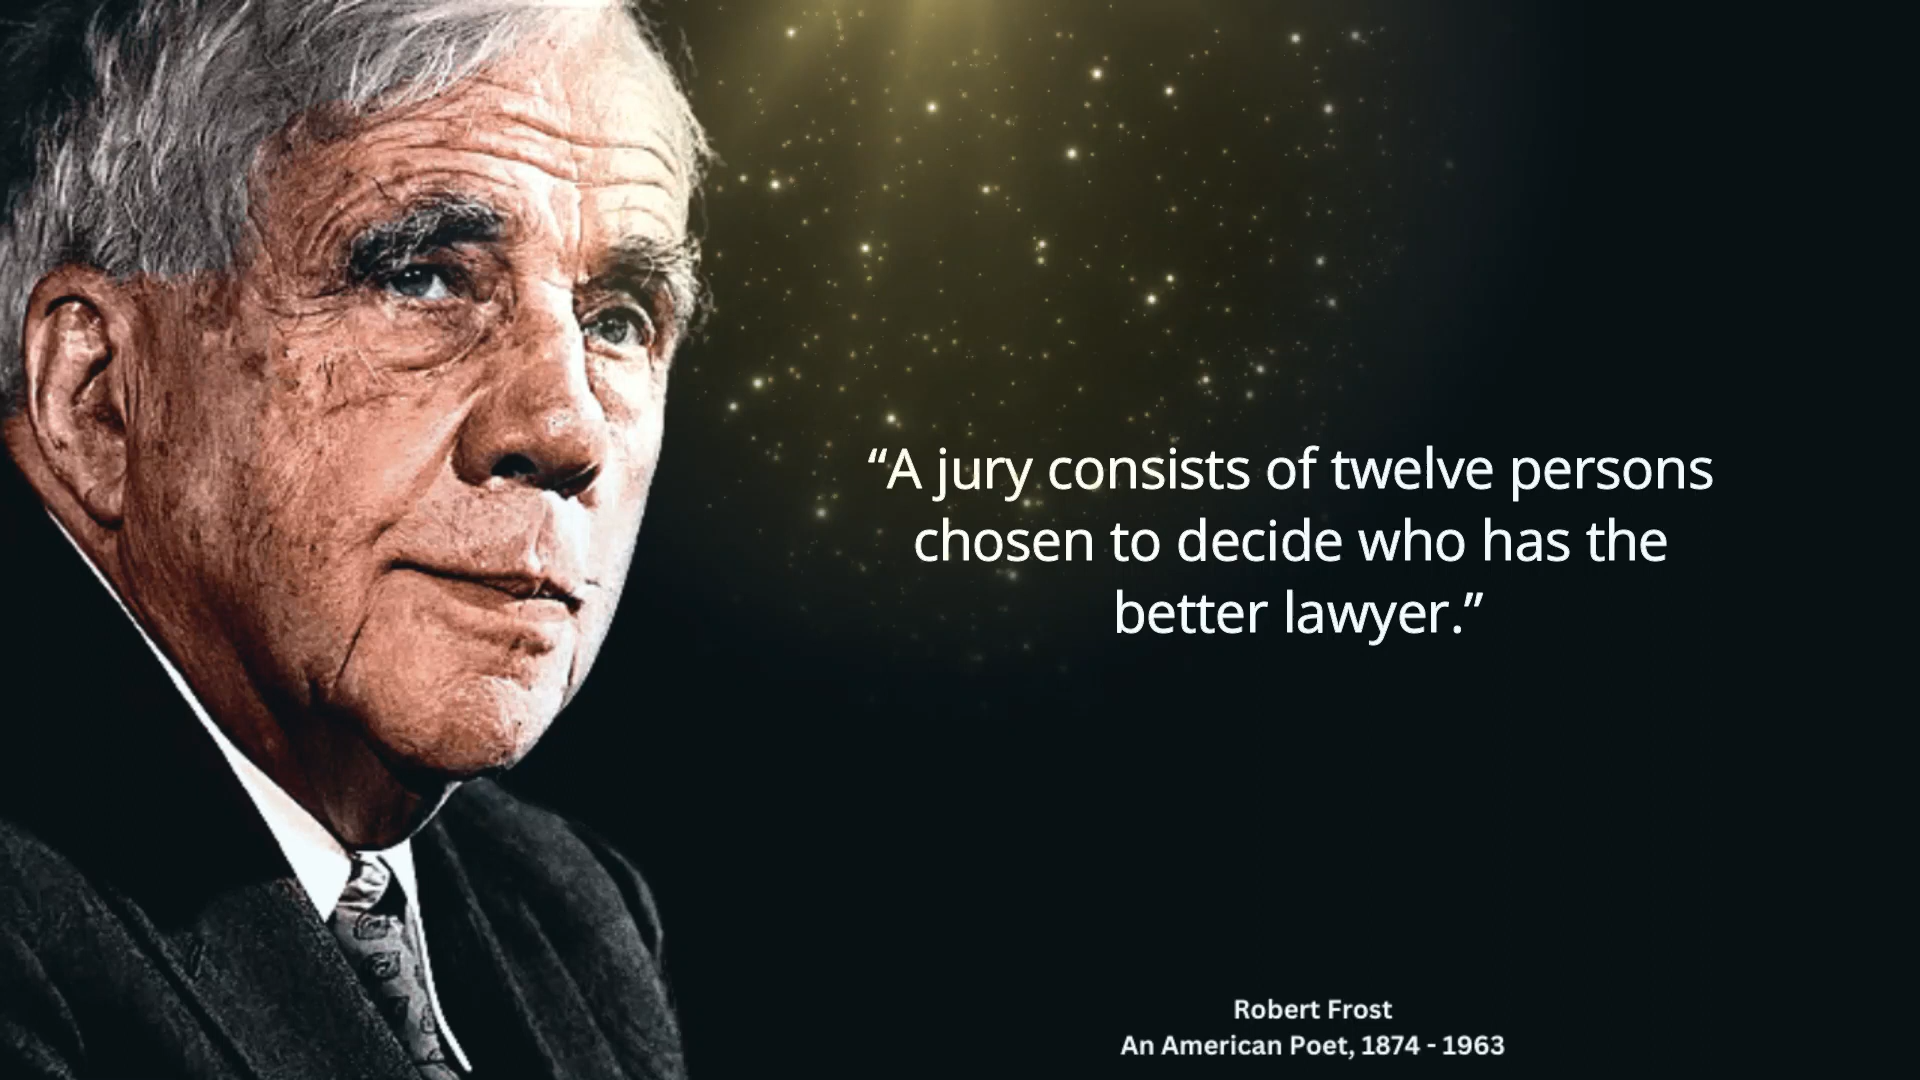 “A jury consists of twelve persons
chosen to decide who has the
better lawyer.”
Robert Frost
An American Poet, 1874 - 1963